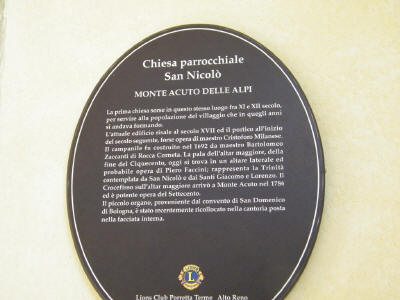 Chiesa parrocchiale
San Nicolò
MONTE ACUTO DELLE ALPI
La prima chiesa sorse in questo stesso luogo fra XI e XII secolo,
per servire alla popolazione del villaggio che in quegli anni
si andava formando.
L'attuale edificio risale al secolo XVII ed il portico all'inizio
del secolo seguente, forse opera di maestro Cristoforo Milanese.
Il campanile fu costruito nel 1692 da maestro Bartolomeo
Zaccanti di Rocca Corneta. La pala dell'altar maggiore, della
fine del Ciquecento, oggi si trova in un altare laterale ed
probabile opera di Piero Faccini; rappresenta la Trinità
contemplata da San Nicolò e dai Santi Giacomo e Lorenzo. Il
Crocefisso sull'altar maggiore arrivò a Monte Acuto nel 1786
ed è potente opera del Settecento.
Il piccolo organo, proveniente dal convento di San Domenico
di Bologna, è stato recentemente ricollocato nella cantoria posta
nella facciata interna.
Lions Club Porretta Terme Alto Reno